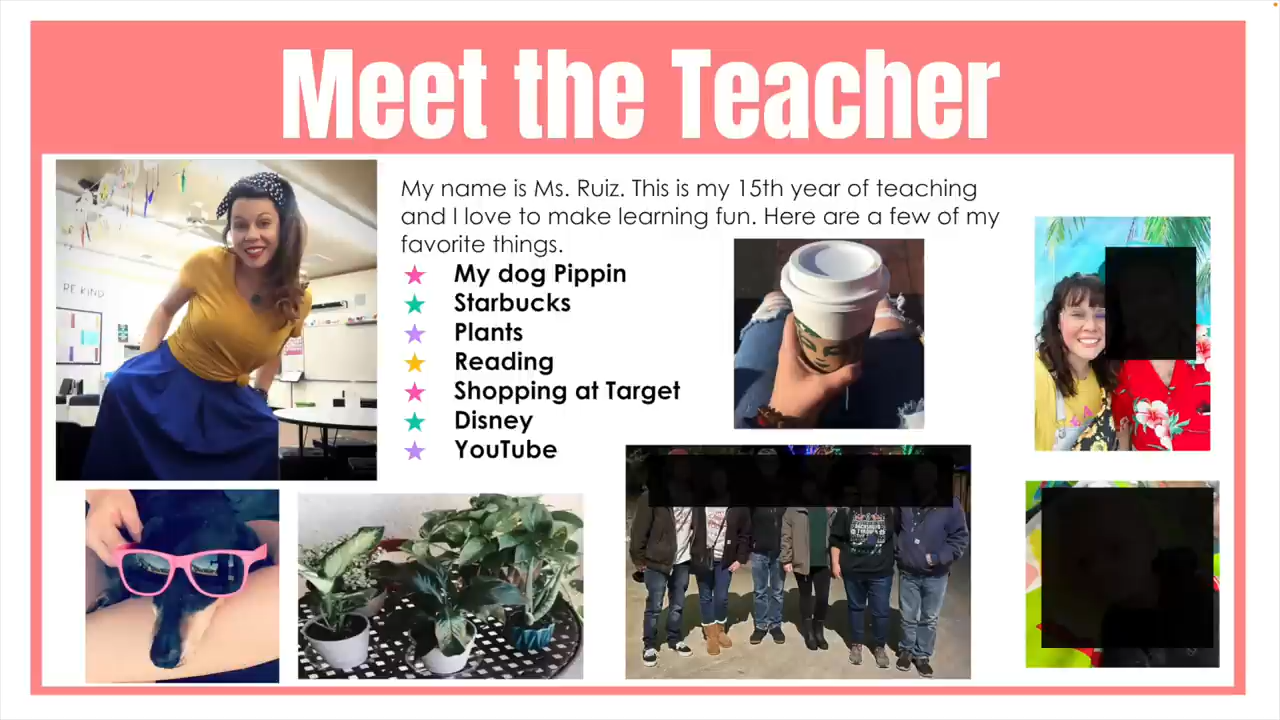 Meet the Teacher
My name is Ms. Ruiz. This is my 15th year of teaching
and I love to make learning fun. Here are a few of my
favorite things.
My dog Pippin
Starbucks
Plants
Reading
Shopping at Target
Disney
YouTube